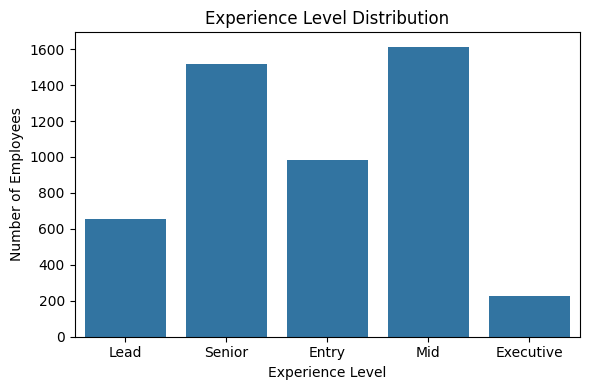 Experience Level Distribution
Number of Employees
1600
1400
1200
1000
800
600
400
200
0
Lead Senior Entry Mid Executive
Experience Level